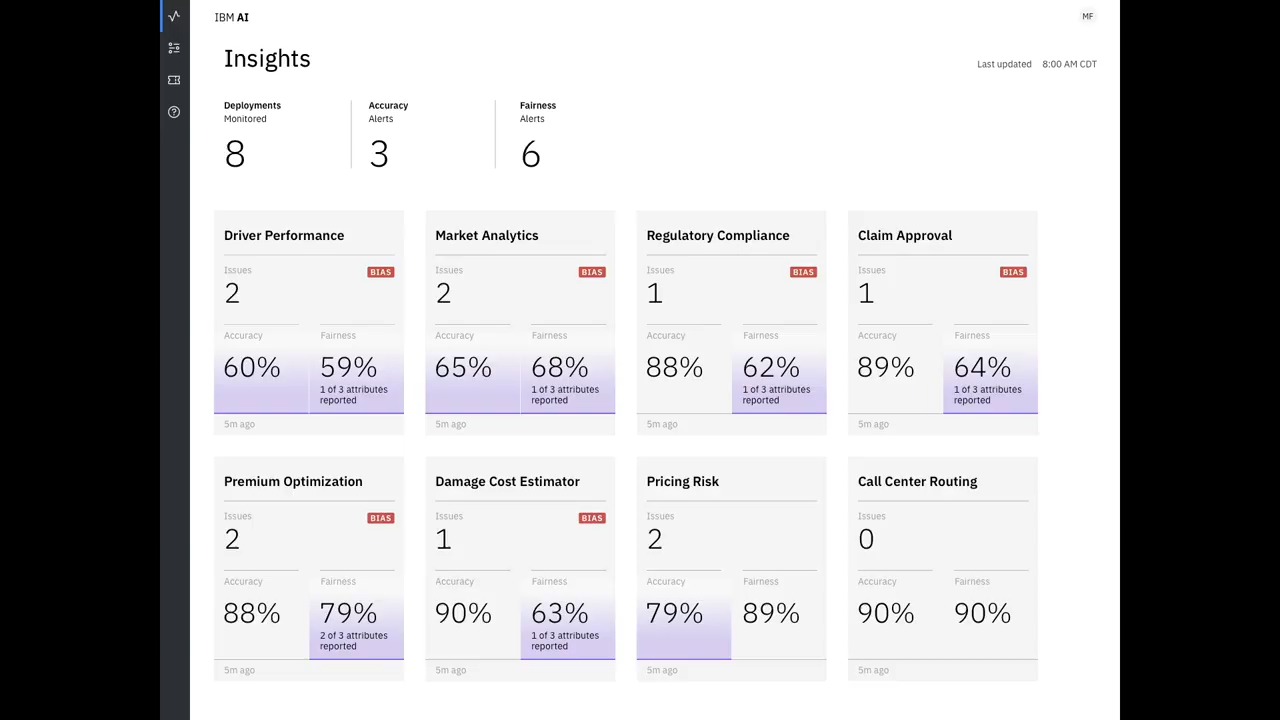 IBM AI
MF
Insights
Last updated 8:00 AM CDT
Deployments
Monitored
8
Accuracy
Alerts
3
Fairness
Alerts
6
Driver Performance
Issues
BIAS
2
Accuracy
Fairness
60%
59%
1 of 3 attributes
reported
5m ago
Market Analytics
Issues
BIAS
2
Accuracy
Fairness
65%
68%
1 of 3 attributes
reported
5m ago
Regulatory Compliance
Issues
BIAS
1
Accuracy
Fairness
88%
62%
1 of 3 attributes
reported
5m ago
Claim Approval
Issues
BIAS
1
Accuracy
Fairness
89%
64%
1 of 3 attributes
reported
5m ago
Premium Optimization
Issues
BIAS
2
Accuracy
Fairness
88%
79%
2 of 3 attributes
reported
5m ago
Damage Cost Estimator
Issues
BIAS
1
Accuracy
Fairness
90%
63%
1 of 3 attributes
reported
5m ago
Pricing Risk
Issues
2
Accuracy
Fairness
79%
89%
5m ago
Call Center Routing
Issues
0
Accuracy
Fairness
90%
90%
5m ago